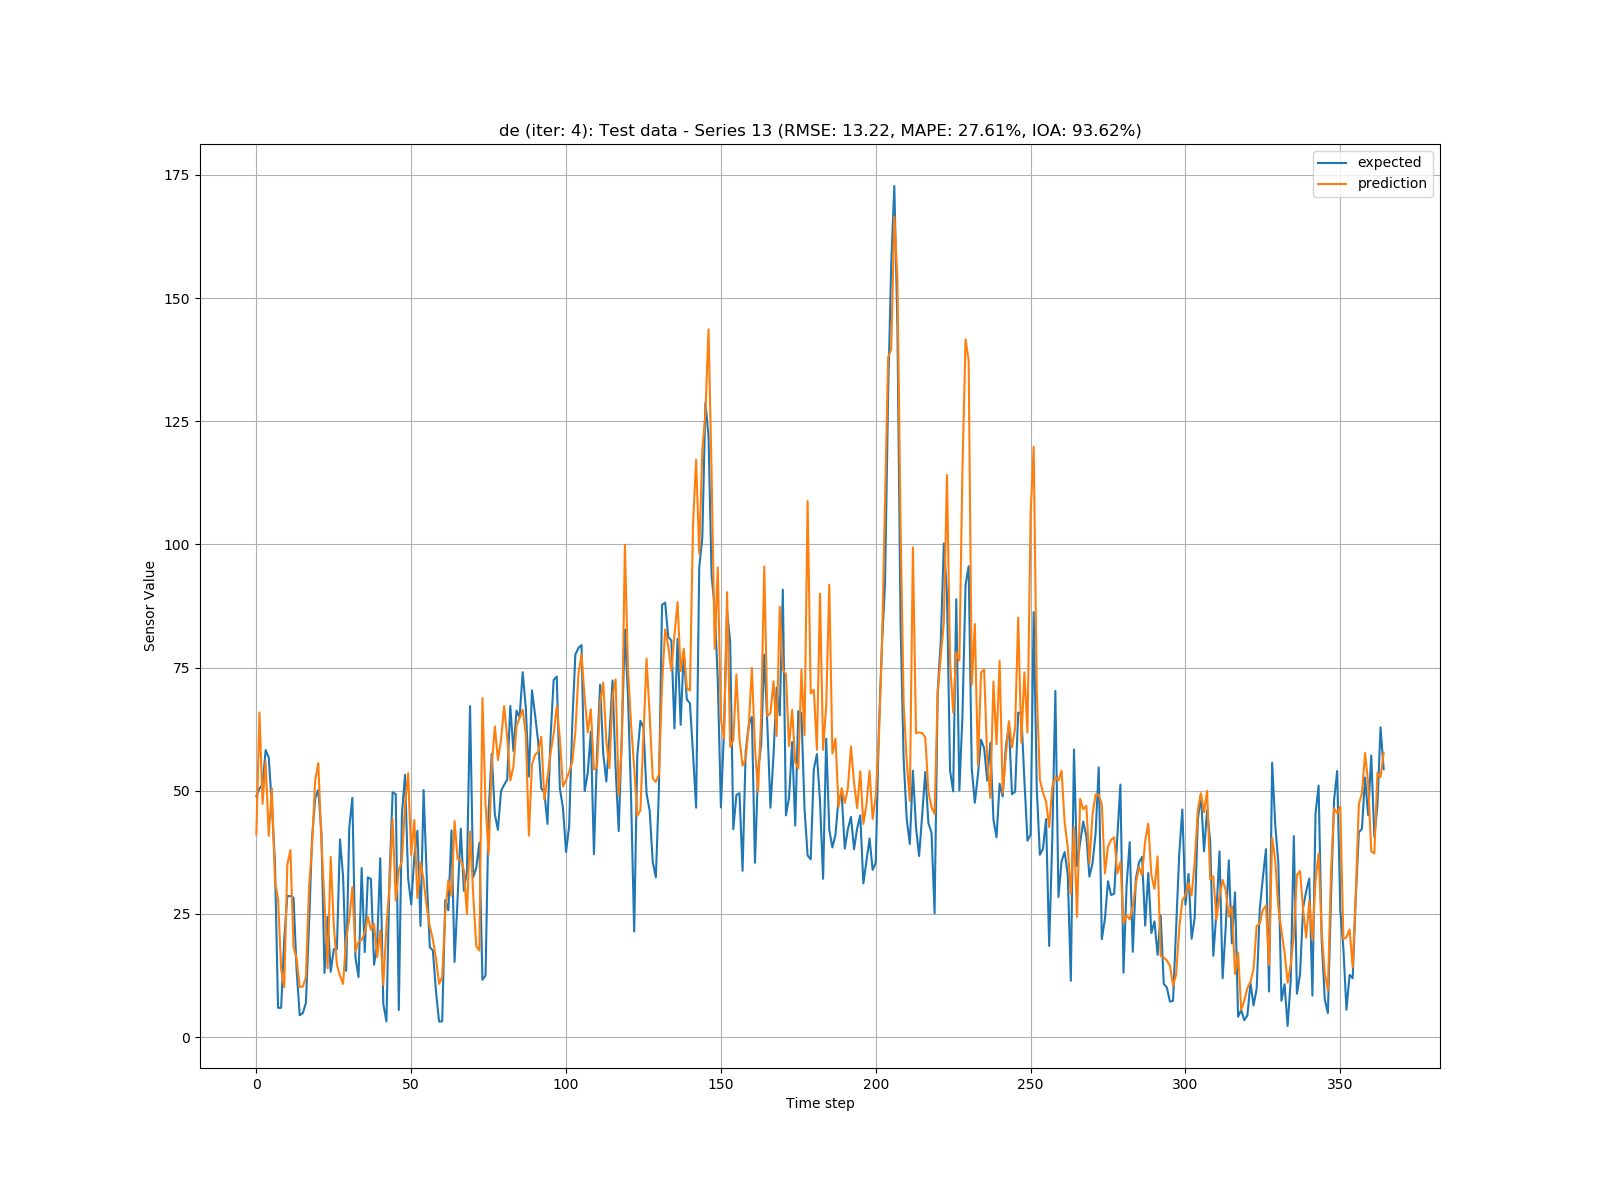 de (iter: 4): Test data - Series 13 (RMSE: 13.22, MAPE: 27.61%, IOA: 93.62%)
expected
prediction
175
150
125
100
75
50
25
0
Sensor Value
0 50 100 150 200 250 300 350
Time step